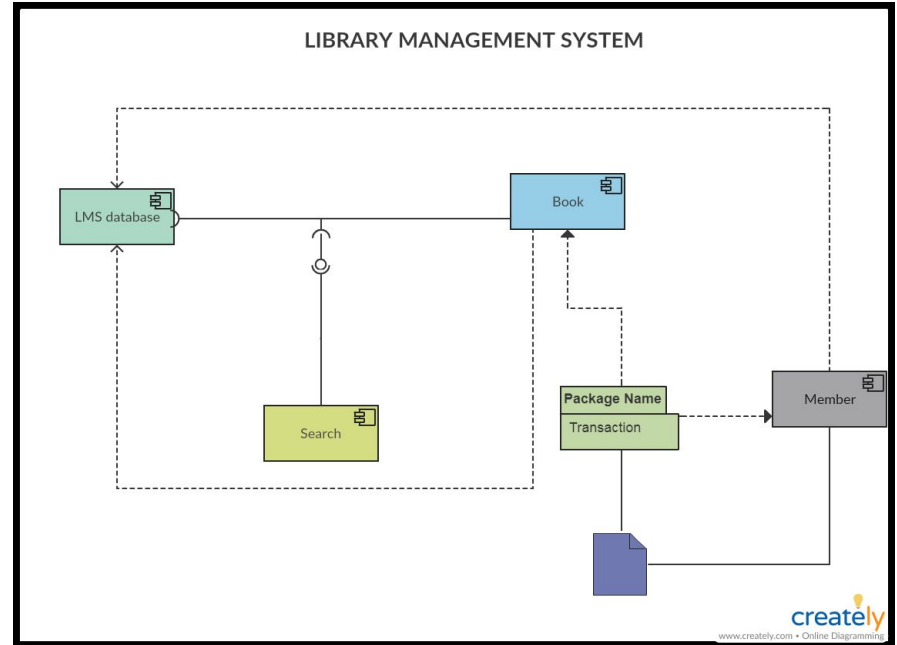 LIBRARY MANAGEMENT SYSTEM
LMS database
Book
Package Name
Transaction
Member
Search
creately
www.creately.com • Online Diagramming